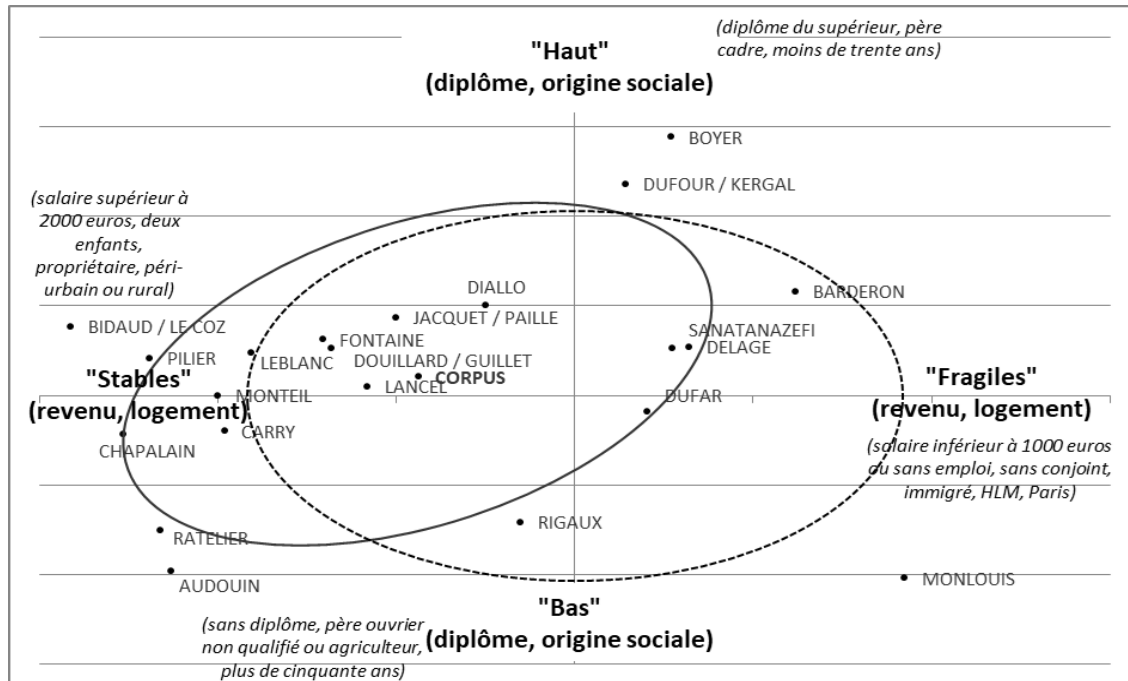 (diplôme du supérieur, père
cadre, moins de trente ans)
"Haut"
(diplôme, origine sociale)
BOYER
DUFOUR / KERGAL
(salaire supérieur à
2000 euros, deux
enfants,
propriétaire, péri-
urbain ou rural)
DIALLO
BARDERON
BIDAUD / LE COZ
JACQUET / PAILLE
SANATANAZEFI
FONTAINE
DELAGE
PILIER
LEBLANC
DOUILLARD / GUILLET
CORPUS
LANCEL
"Stables"
(revenu, logement)
MONTEIL
DUFAR
"Fragiles"
(revenu, logement)
CARRY
CHAPALAIN
(salaire inférieur à 1000 euros
ou sans emploi, sans conjoint,
immigré, HLM, Paris)
RIGAUX
RATELIER
AUDOUIN
MONLOUIS
"Bas"
(diplôme, origine sociale)
(sans diplôme, père ouvrier
non qualifié ou agriculteur,
plus de cinquante ans)